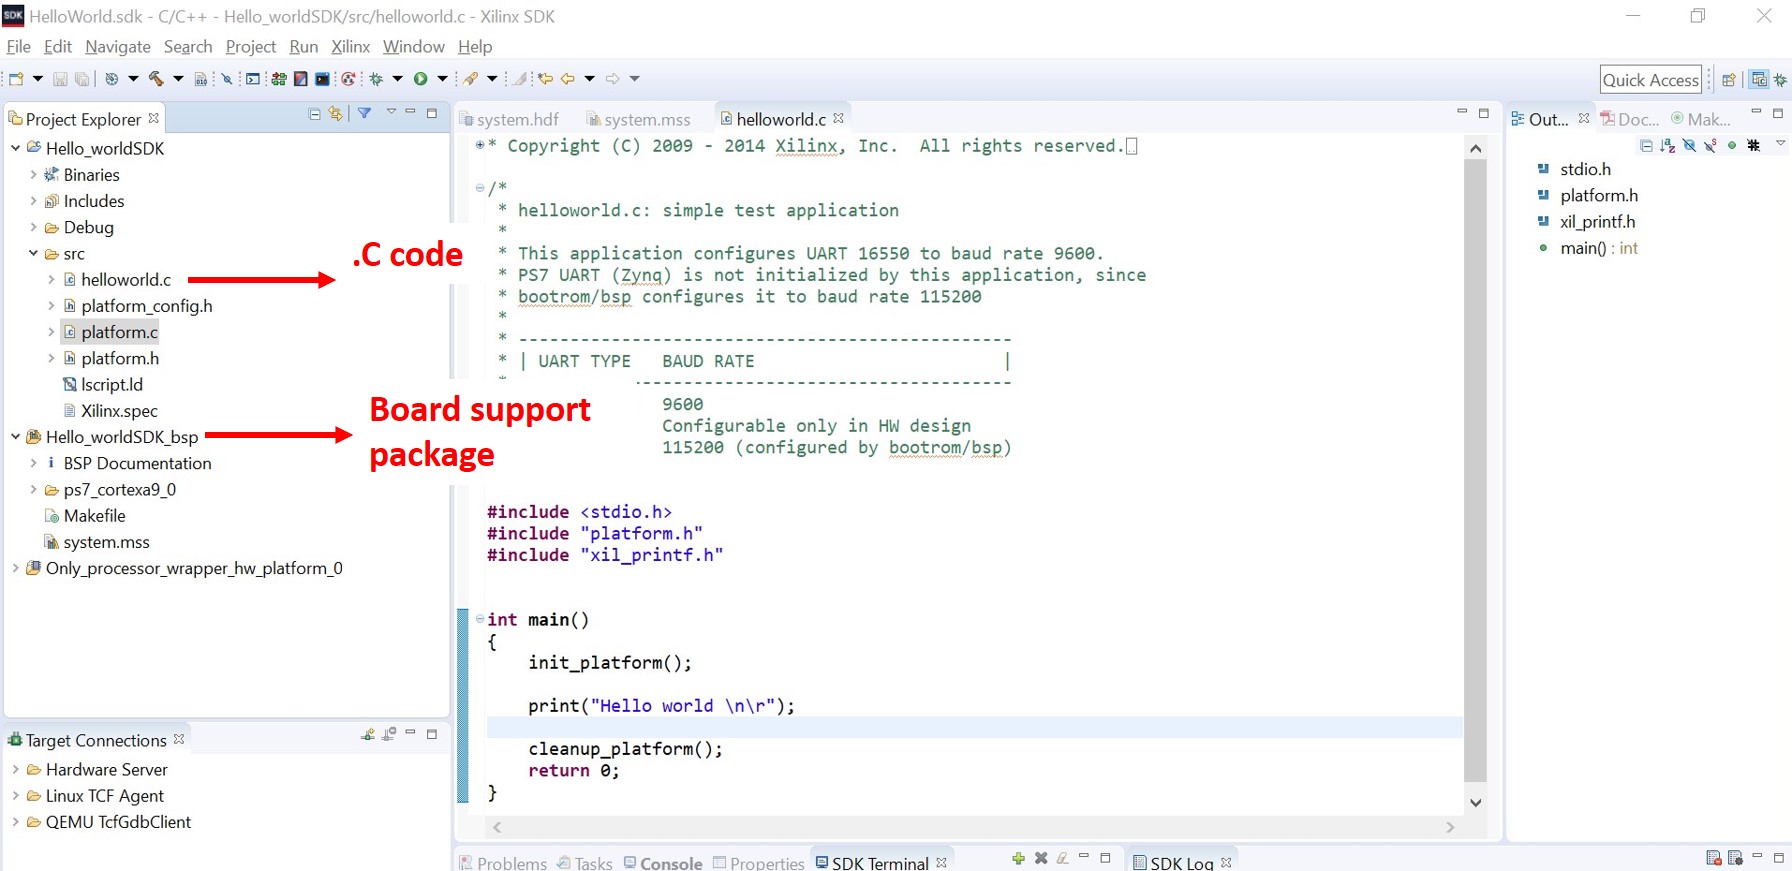 SDK HelloWorld.sdk - C/C++ - Hello_worldSDK/src/helloworld.c - Xilinx SDK
File Edit Navigate Search Project Run Xilinx Window Help
Quick Access
Project Explorer
Hello_worldSDK
Binaries
Includes
Debug
src
helloworld.c
platform_config.h
platform.c
platform.h
lscript.ld
Xilinx.spec
Hello_worldSDK_bsp
BSP Documentation
ps7_cortexa9_0
Makefile
system.mss
Only_processor_wrapper_hw_platform_0
.C code
Board support
package
Target Connections
Hardware Server
Linux TCF Agent
QEMU TcfGdbClient
system.hdf system.mss helloworld.c
* Copyright (C) 2009 - 2014 Xilinx, Inc.  All rights reserved.
/*
* helloworld.c: simple test application
*
* This application configures UART 16550 to baud rate 9600.
* PS7 UART (Zynq) is not initialized by this application, since
* bootrom/bsp configures it to baud rate 115200
*
* ------------------------------------------------
* | UART TYPE   BAUD RATE                        |
------------------------------------
9600
Configurable only in HW design
115200 (configured by bootrom/bsp)
#include <stdio.h>
#include "platform.h"
#include "xil_printf.h"
int main()
{
init_platform();
print("Hello world \n\r");
cleanup_platform();
return 0;
}
Out... Doc... Mak...
stdio.h
platform.h
xil_printf.h
main() : int
Problems Tasks Console Properties SDK Terminal SDK Log